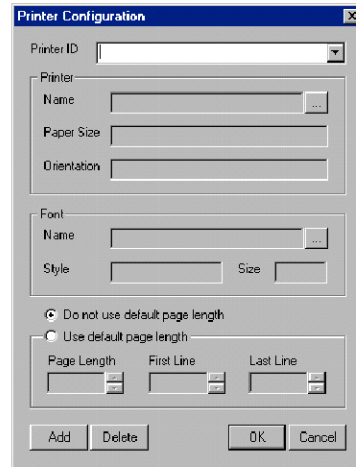 Printer Configuration
Printer ID
Printer
Name ...
Paper Size
Orientation
Font
Name ...
Style Size
Do not use default page length
Use default page length
Page Length First Line Last Line
Add Delete OK Cancel